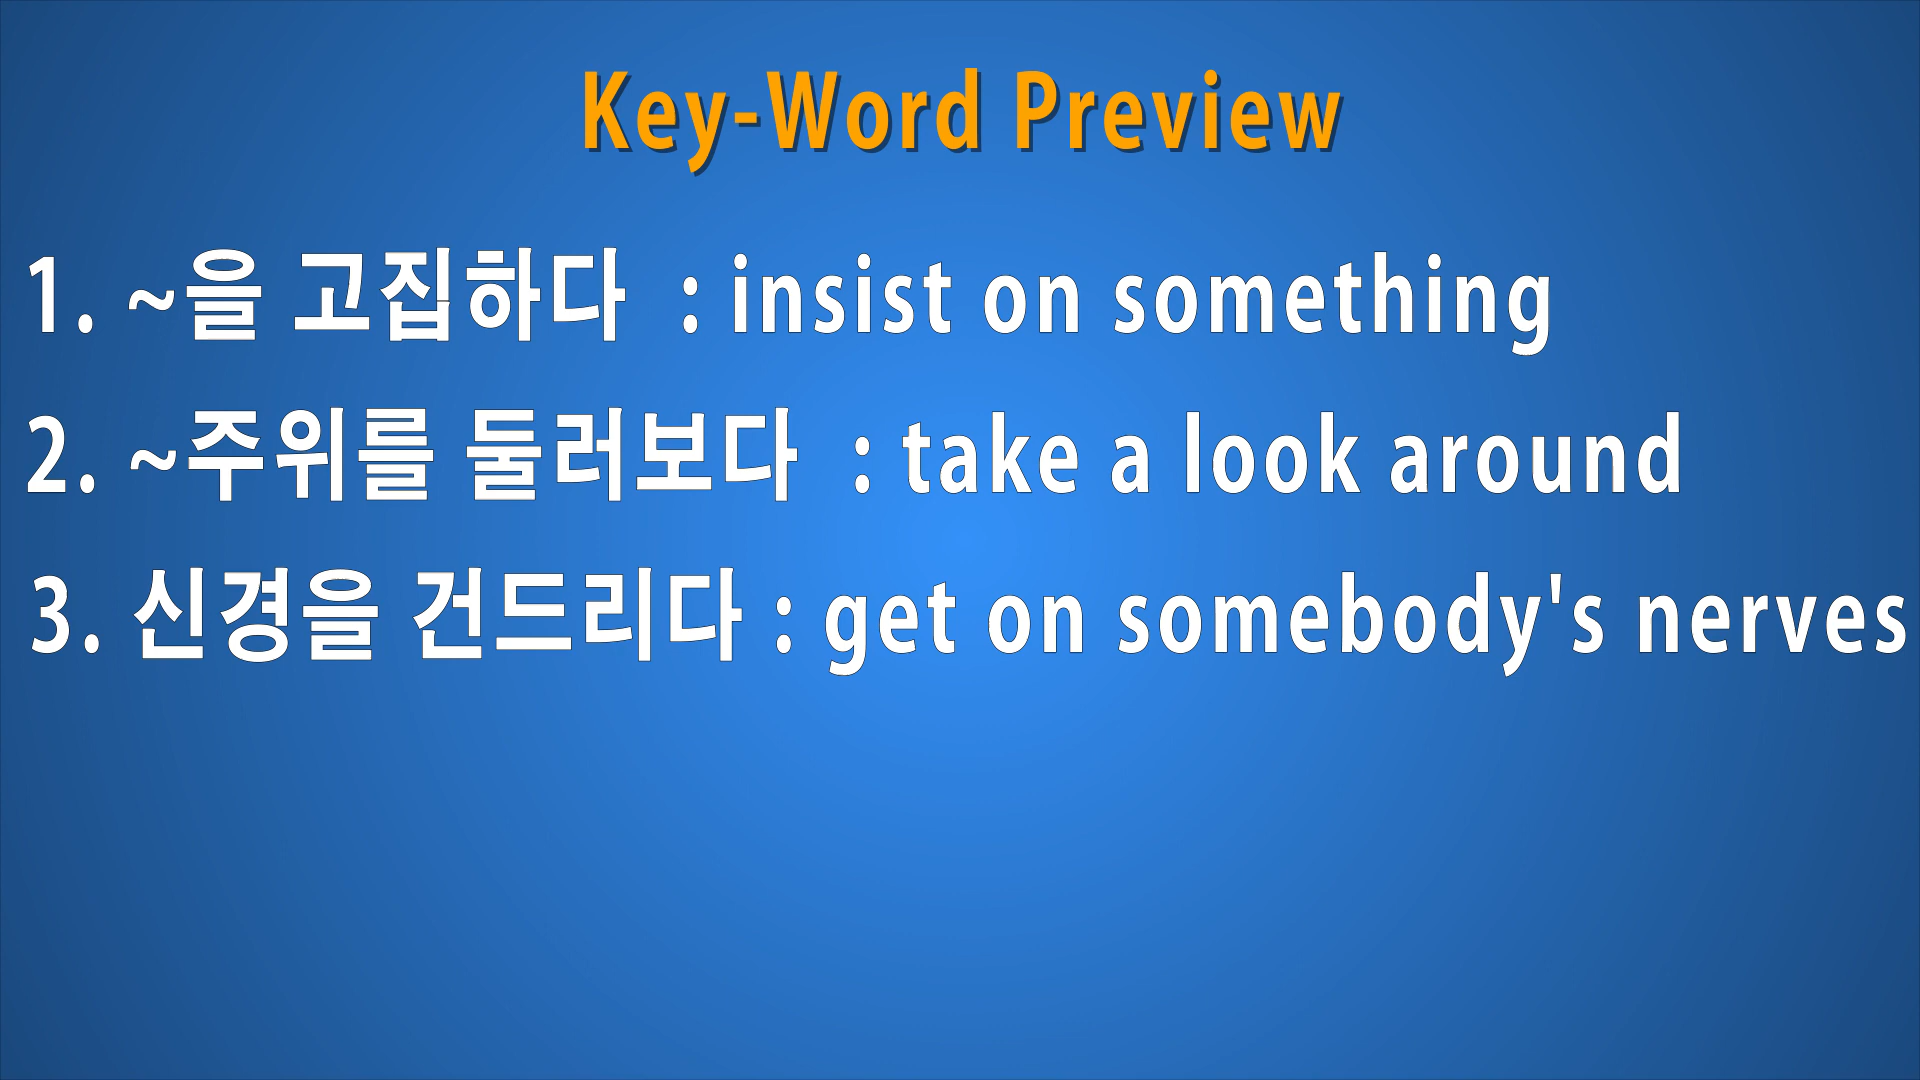 Key-Word Preview
1. ~을 고집하다 : insist on something
2. ~주위를 둘러보다 : take a look around
3. 신경을 건드리다 : get on somebody's nerves